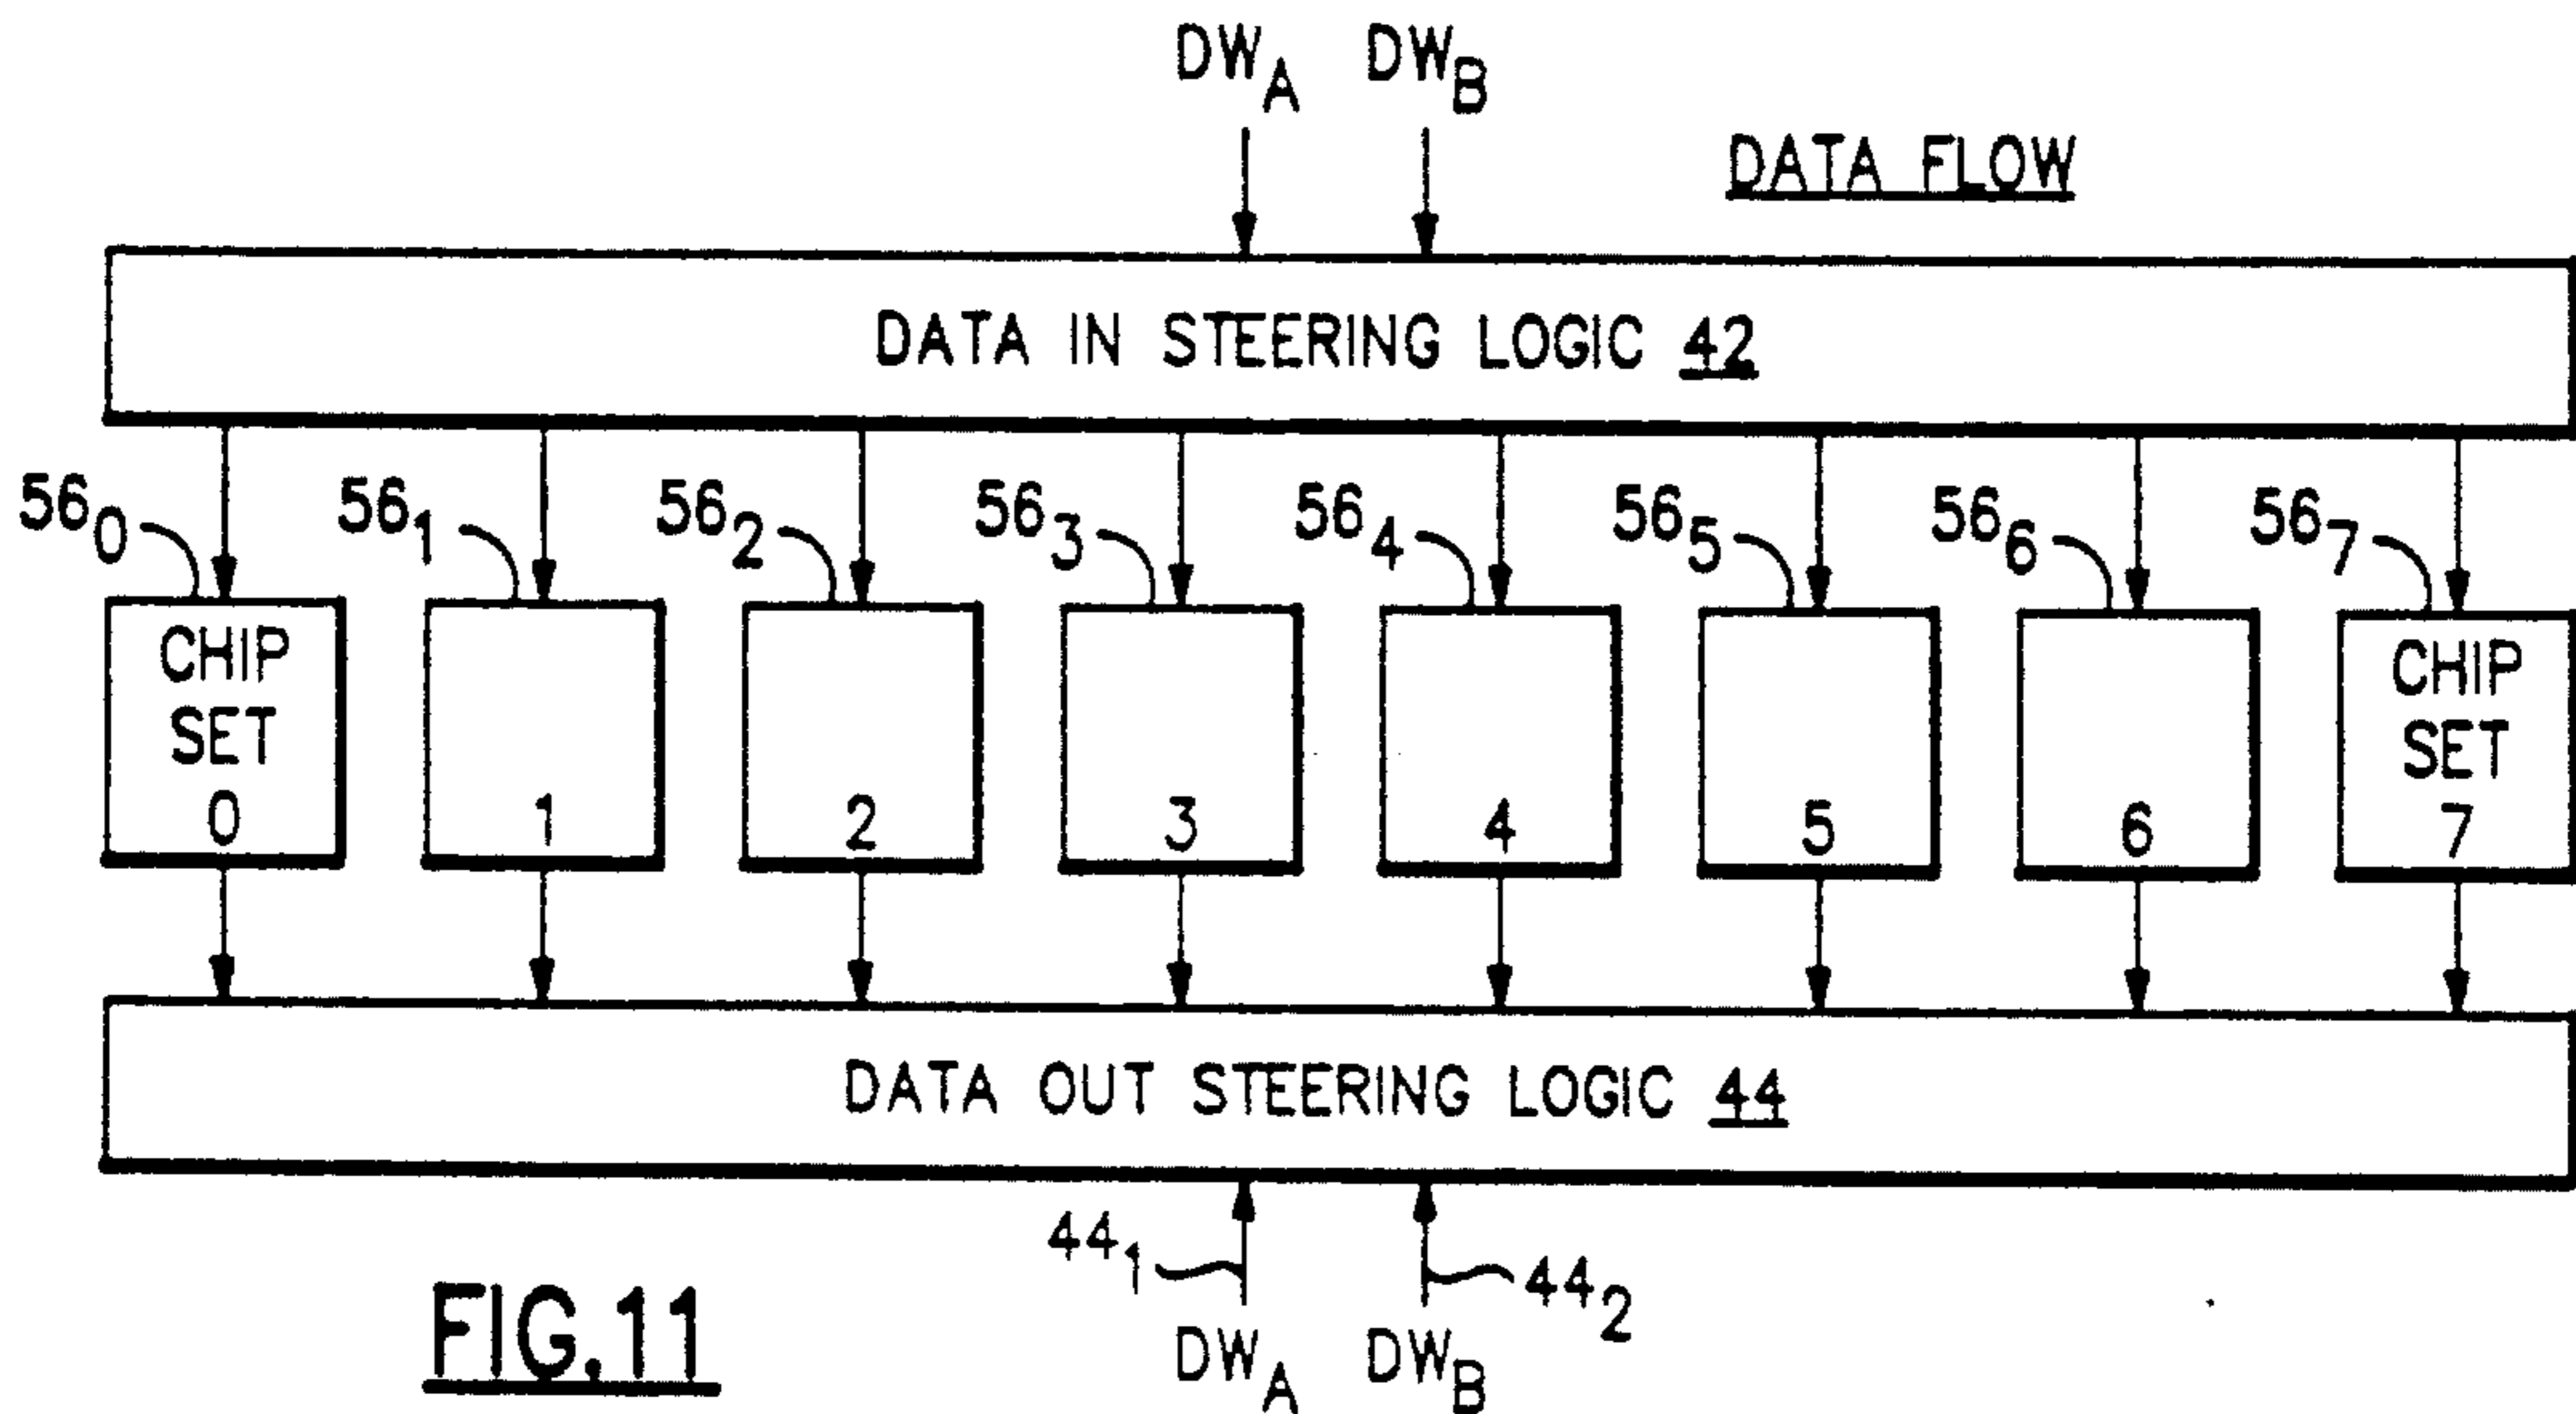 DW_A DW_B
DATA FLOW
DATA IN STEERING LOGIC 42
56_0 56_1 56_2 56_3 56_4 56_5 56_6 56_7
CHIP SET 0
1
2
3
4
5
6
CHIP SET 7
DATA OUT STEERING LOGIC 44
44_1 44_2
DW_A DW_B
FIG.11